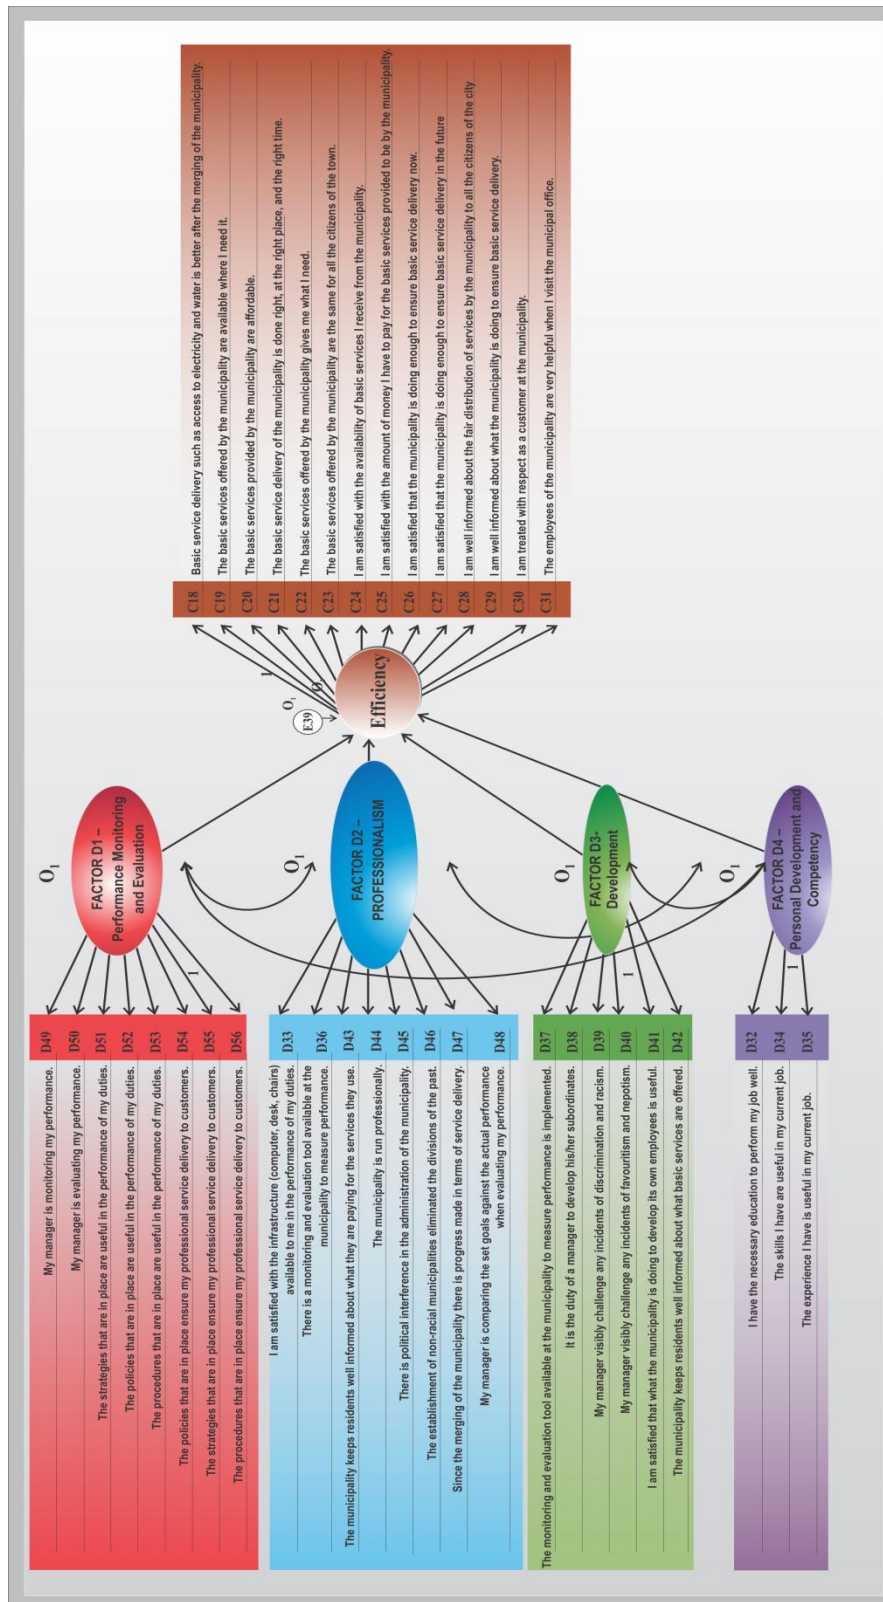 My manager is monitoring my performance. D49
My manager is evaluating my performance. D50
The strategies that are in place are useful in the performance of my duties. D51
The policies that are in place are useful in the performance of my duties. D52
The procedures that are in place are useful in the performance of my duties. D53
The policies that are in place ensure my professional service delivery to customers. D54
The strategies that are in place ensure my professional service delivery to customers. D55
The procedures that are in place ensure my professional service delivery to customers. D56
1
O1
FACTOR D1 –
Performance Monitoring
and Evaluation
I am satisfied with the infrastructure (computer, desk, chairs)
available to me in the performance of my duties. D33
There is a monitoring and evaluation tool available at the
municipality to measure performance. D36
The municipality keeps residents well informed about what they are paying for the services they use. D43
The municipality is run professionally. D44
There is political interference in the administration of the municipality. D45
The establishment of non-racial municipalities eliminated the divisions of the past. D46
Since the merging of the municipality there is progress made in terms of service delivery. D47
My manager is comparing the set goals against the actual performance
when evaluating my performance. D48
O1
FACTOR D2 –
PROFESSIONALISM
The monitoring and evaluation tool available at the municipality to measure performance is implemented. D37
It is the duty of a manager to develop his/her subordinates. D38
My manager visibly challenge any incidents of discrimination and racism. D39
My manager visibly challenge any incidents of favouritism and nepotism. D40
I am satisfied that what the municipality is doing to develop its own employees is useful. D41
The municipality keeps residents well informed about what basic services are offered. D42
1
O1
FACTOR D3-
Development
I have the necessary education to perform my job well. D32
The skills I have are useful in my current job. D34
The experience I have is useful in my current job. D35
1
O1
FACTOR D4 –
Personal Development and
Competency
O1
E39
O1
1
Efficiency
C18 Basic service delivery such as access to electricity and water is better after the merging of the municipality.
C19 The basic services offered by the municipality are available where I need it.
C20 The basic services provided by the municipality are affordable.
C21 The basic service delivery of the municipality is done right, at the right place, and the right time.
C22 The basic services offered by the municipality gives me what I need.
C23 The basic services offered by the municipality are the same for all the citizens of the town.
C24 I am satisfied with the availability of basic services I receive from the municipality.
C25 I am satisfied with the amount of money I have to pay for the basic services provided to be by the municipality.
C26 I am satisfied that the municipality is doing enough to ensure basic service delivery now.
C27 I am satisfied that the municipality is doing enough to ensure basic service delivery in the future
C28 I am well informed about the fair distribution of services by the municipality to all the citizens of the city
C29 I am well informed about what the municipality is doing to ensure basic service delivery.
C30 I am treated with respect as a customer at the municipality.
C31 The employees of the municipality are very helpful when I visit the municipal office.